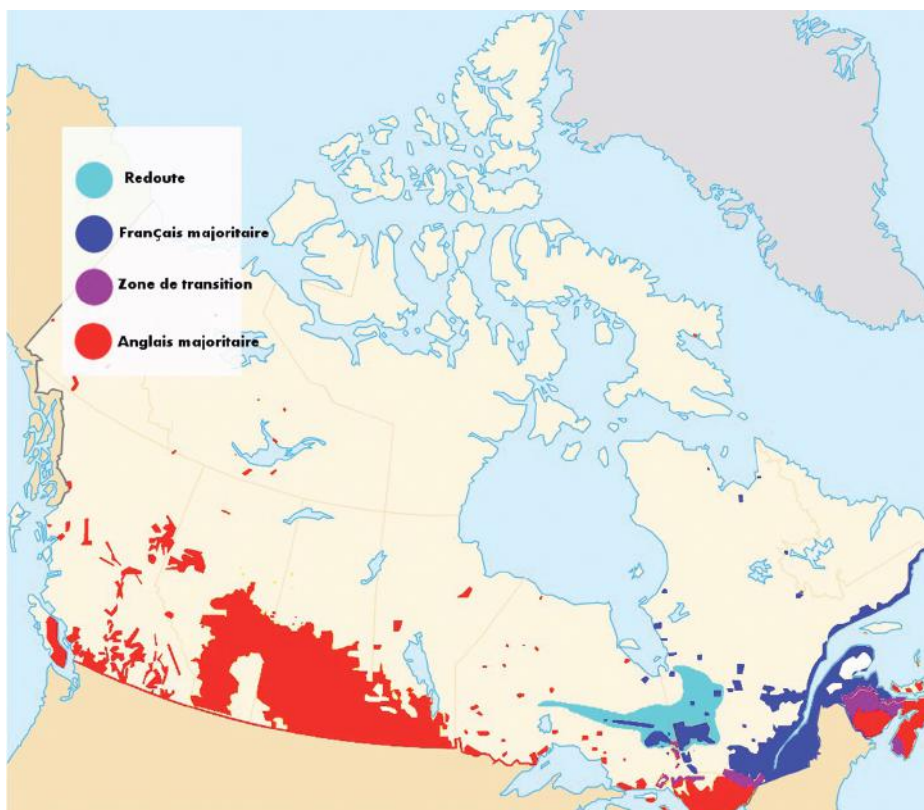 Redoute
Français majoritaire
Zone de transition
Anglais majoritaire